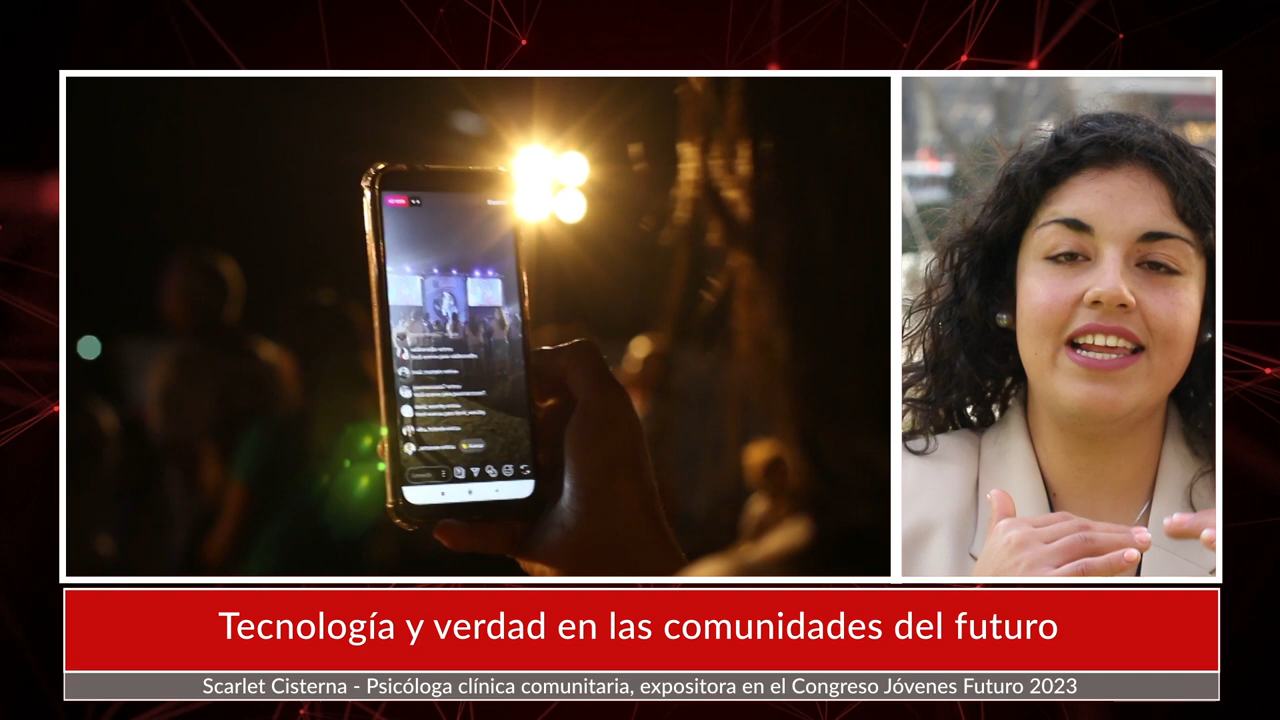 Tecnología y verdad en las comunidades del futuro
Scarlet Cisterna - Psicóloga clínica comunitaria, expositora en el Congreso Jóvenes Futuro 2023